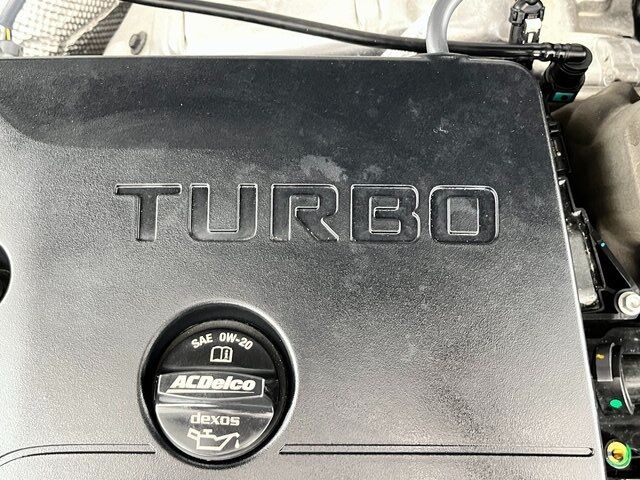 TURBO
SAE 0W-20
ACDelco
dexos